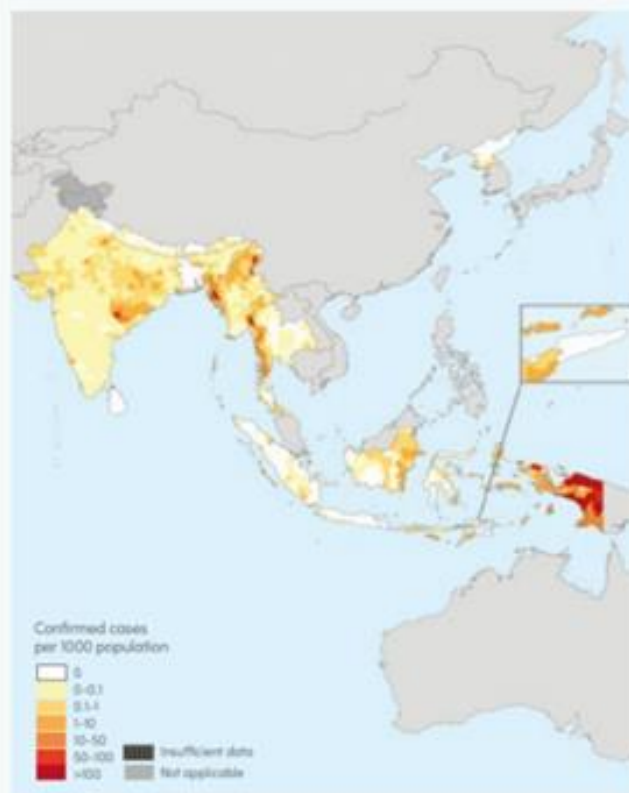 Confirmed cases
per 1000 population
0
0–0.1
0.1–1
1–10
10–50
50–100
>100
Insufficient data
Not applicable